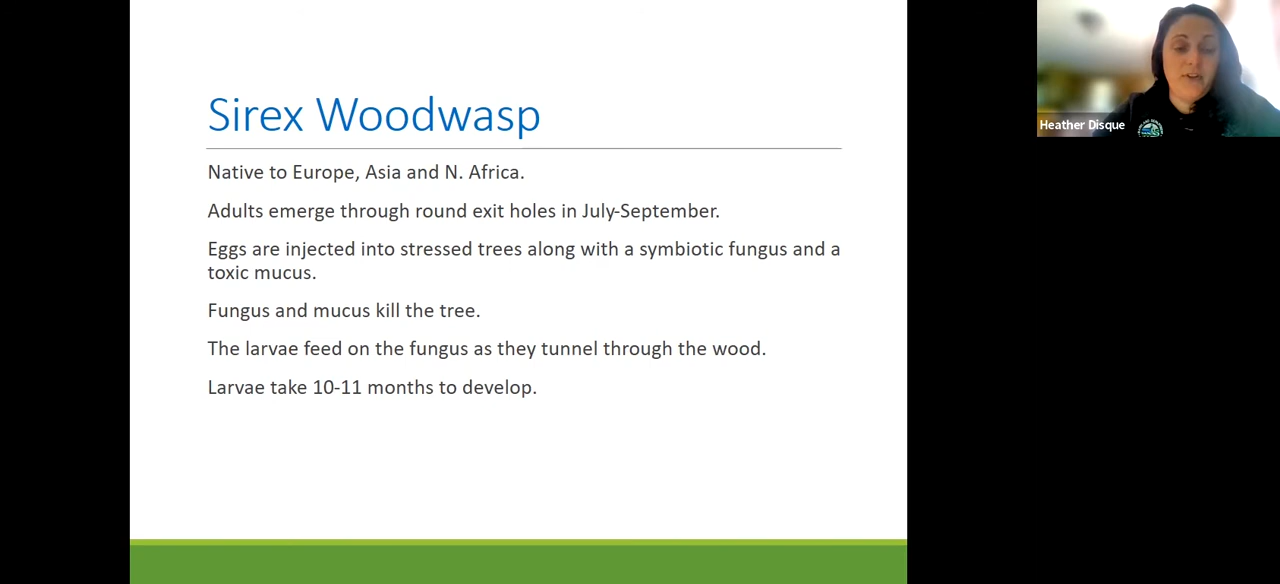 Sirex Woodwasp
Native to Europe, Asia and N. Africa.
Adults emerge through round exit holes in July-September.
Eggs are injected into stressed trees along with a symbiotic fungus and a
toxic mucus.
Fungus and mucus kill the tree.
The larvae feed on the fungus as they tunnel through the wood.
Larvae take 10-11 months to develop.
Heather Disque